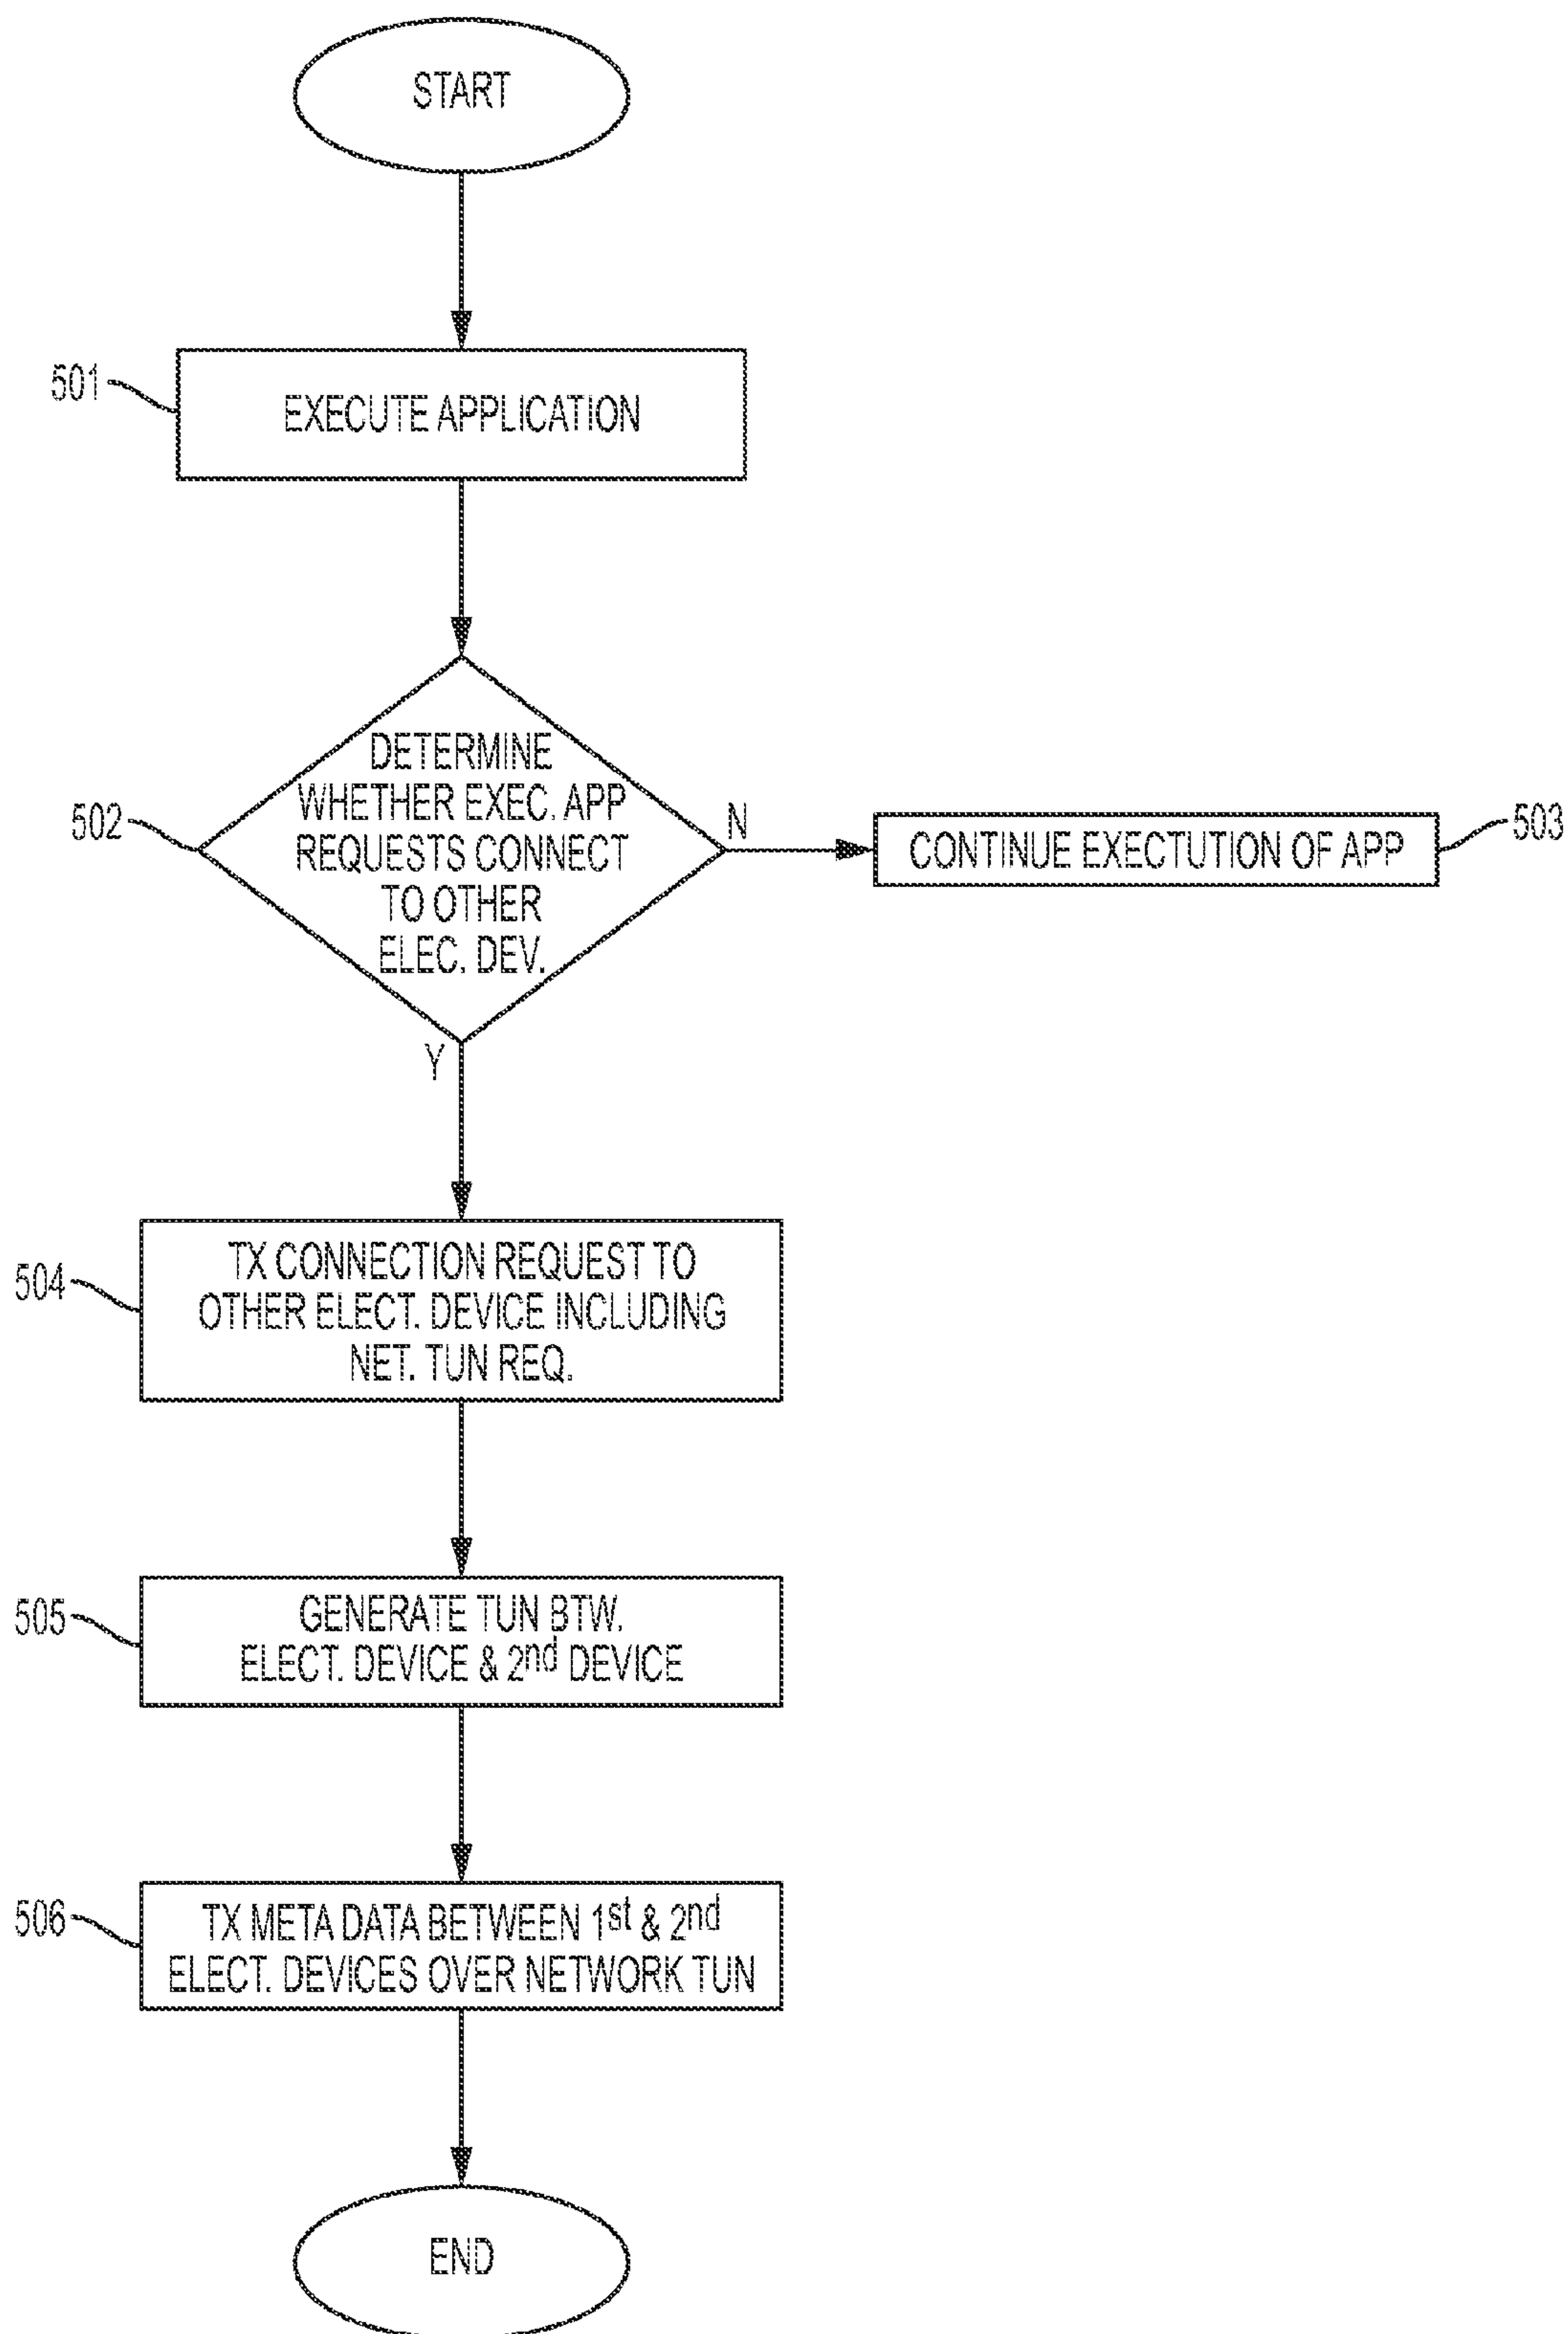 START
501
EXECUTE APPLICATION
502
DETERMINE
WHETHER EXEC. APP
REQUESTS CONNECT
TO OTHER
ELEC. DEV.
N
CONTINUE EXECTUTION OF APP
503
Y
504
TX CONNECTION REQUEST TO
OTHER ELECT. DEVICE INCLUDING
NET. TUN REQ.
505
GENERATE TUN BTW.
ELECT. DEVICE & 2nd DEVICE
506
TX META DATA BETWEEN 1st & 2nd
ELECT. DEVICES OVER NETWORK TUN
END